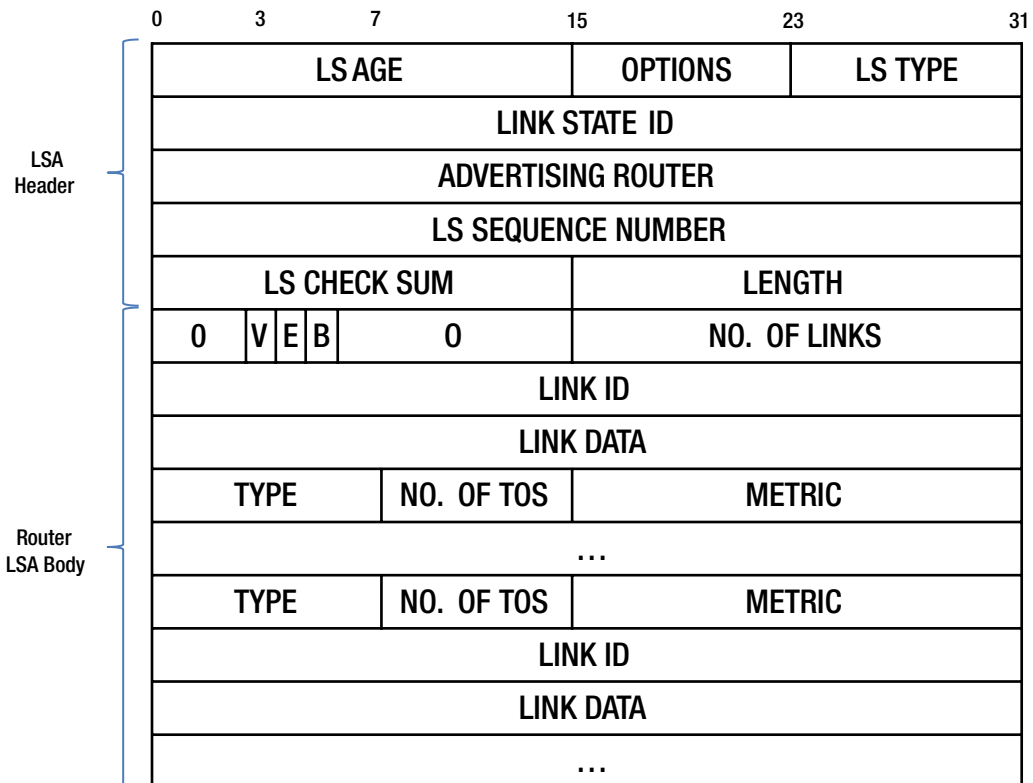 0 3 7 15 23 31
LS AGE OPTIONS LS TYPE
LINK STATE ID
LSA
Header
ADVERTISING ROUTER
LS SEQUENCE NUMBER
LS CHECK SUM LENGTH
0 V E B 0 NO. OF LINKS
LINK ID
LINK DATA
TYPE NO. OF TOS METRIC
Router
LSA Body
...
TYPE NO. OF TOS METRIC
LINK ID
LINK DATA
...